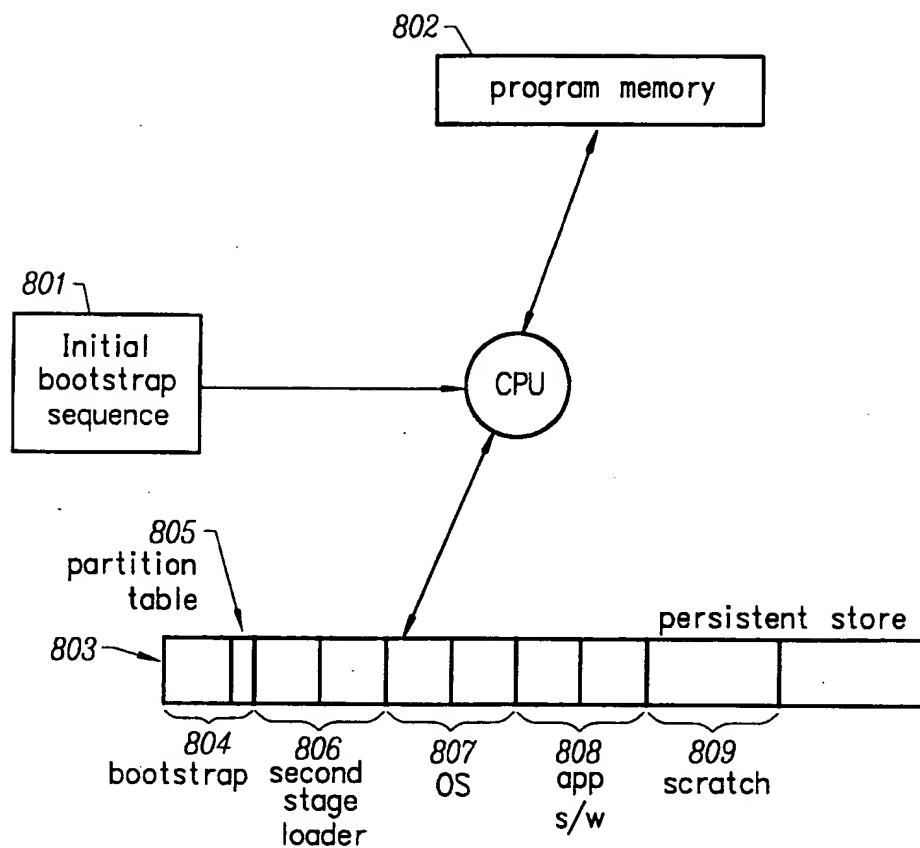 802
program memory
801
Initial
bootstrap
sequence
CPU
805
partition
table
persistent store
803
804
bootstrap
806
second
stage
loader
807
OS
808
app
s/w
809
scratch